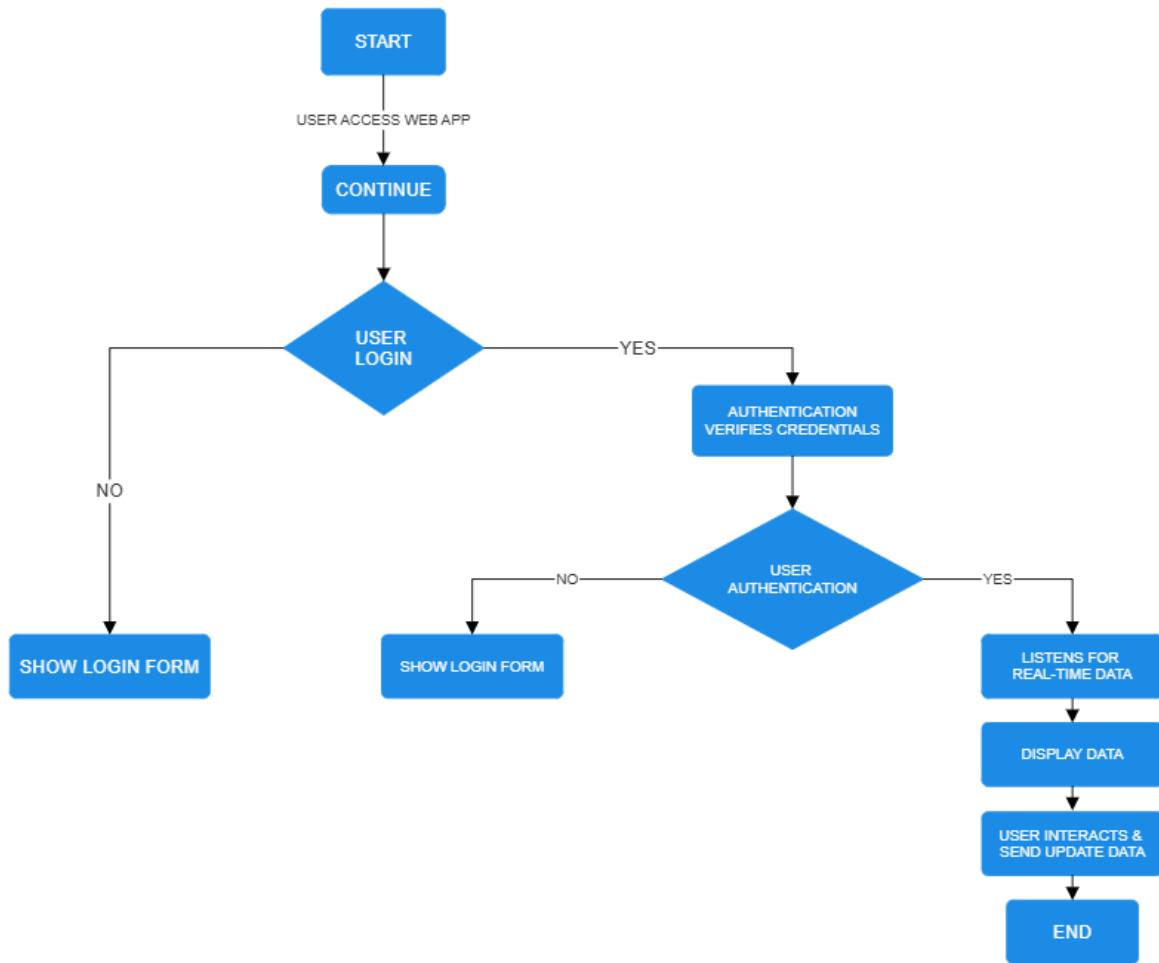 START
USER ACCESS WEB APP
CONTINUE
USER
LOGIN
YES
AUTHENTICATION
VERIFIES CREDENTIALS
NO
USER
AUTHENTICATION
NO
YES
SHOW LOGIN FORM
SHOW LOGIN FORM
LISTENS FOR
REAL-TIME DATA
DISPLAY DATA
USER INTERACTS &
SEND UPDATE DATA
END